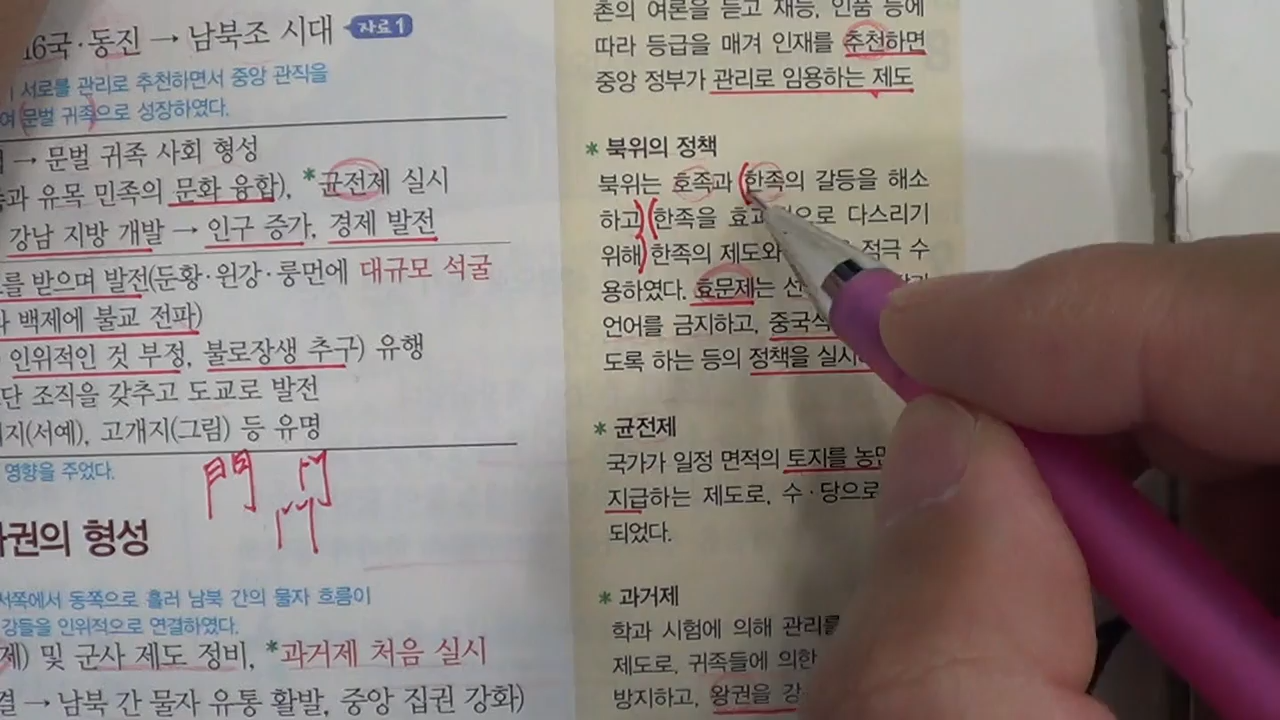 16국·동진 → 남북조 시대 자료1
서로를 관리로 추천하면서 중앙 관직을
여 문벌 귀족으로 성장하였다.
→ 문벌 귀족 사회 형성
과 유목 민족의 문화 융합), *균전제 실시
강남 지방 개발 → 인구 증가, 경제 발전
를 받으며 발전(둔황·윈강·룽먼에 대규모 석굴
백제에 불교 전파)
인위적인 것 부정, 불로장생 추구) 유행
단 조직을 갖추고 도교로 발전
지(서예), 고개지(그림) 등 유명
영향을 주었다.
門 门
권의 형성
서쪽에서 동쪽으로 흘러 남북 간의 물자 흐름이
강들을 인위적으로 연결하였다.
제) 및 군사 제도 정비, *과거제 처음 실시
결 → 남북 간 물자 유통 활발, 중앙 집권 강화)
촌의 여론을 듣고 재능, 인품 등에
따라 등급을 매겨 인재를 추천하면
중앙 정부가 관리로 임용하는 제도
* 북위의 정책
북위는 호족과 한족의 갈등을 해소
하고 한족을 효과적으로 다스리기
위해 한족의 제도와 적극 수
용하였다. 효문제는
언어를 금지하고, 중국식
도록 하는 등의 정책을 실시
* 균전제
국가가 일정 면적의 토지를 농민
지급하는 제도로, 수·당으로
되었다.
* 과거제
학과 시험에 의해 관리를
제도로, 귀족들에 의한
방지하고, 왕권을 강